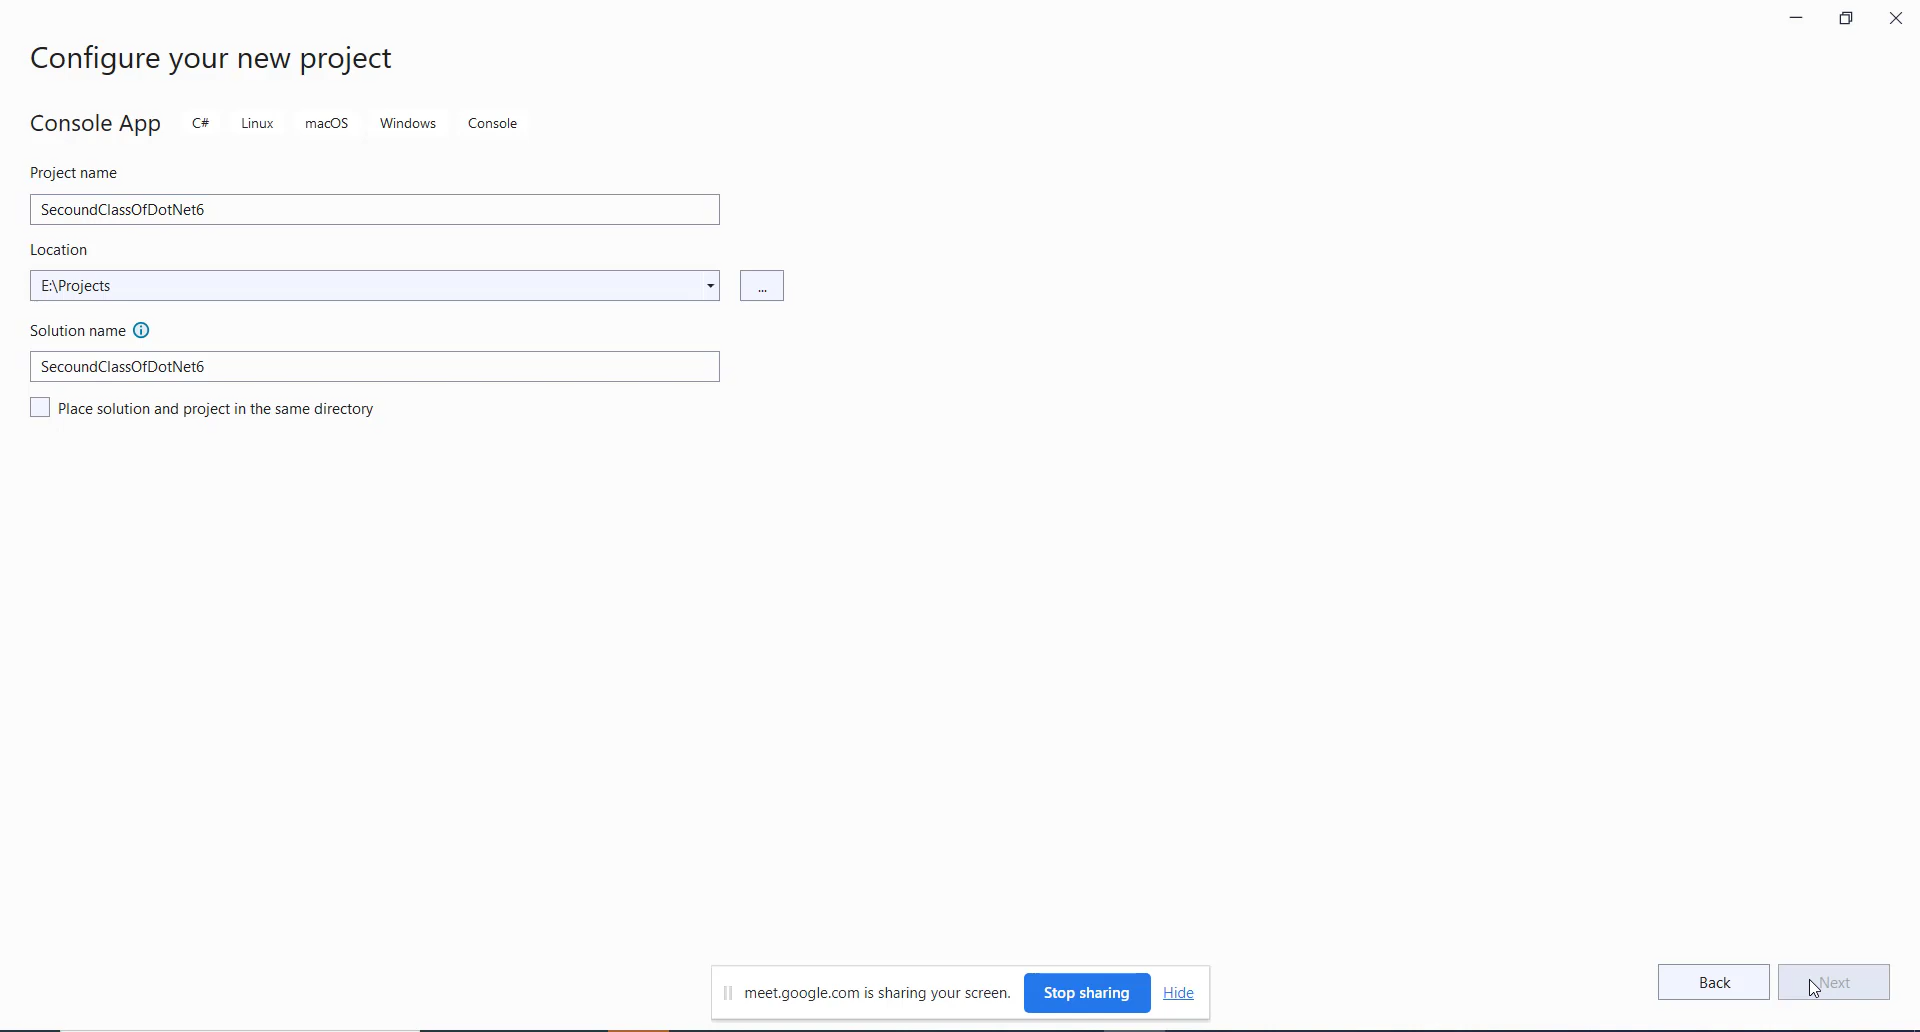 Configure your new project
Console App C# Linux macOS Windows Console
Project name
SecoundClassOfDotNet6
Location
E:\Projects
...
Solution name
SecoundClassOfDotNet6
Place solution and project in the same directory
Back Next
meet.google.com is sharing your screen. Stop sharing Hide